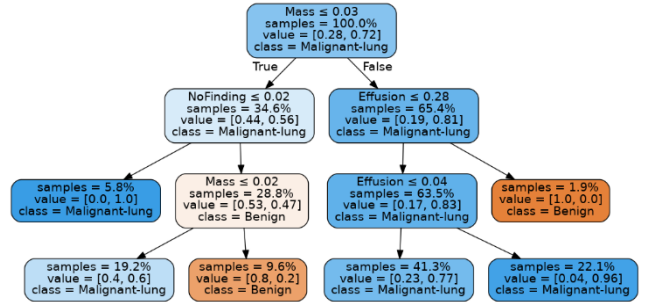 Mass ≤ 0.03
samples = 100.0%
value = [0.28, 0.72]
class = Malignant-lung
True
False
NoFinding ≤ 0.02
samples = 34.6%
value = [0.44, 0.56]
class = Malignant-lung
Effusion ≤ 0.28
samples = 65.4%
value = [0.19, 0.81]
class = Malignant-lung
samples = 5.8%
value = [0.0, 1.0]
class = Malignant-lung
Mass ≤ 0.02
samples = 28.8%
value = [0.53, 0.47]
class = Benign
Effusion ≤ 0.04
samples = 63.5%
value = [0.17, 0.83]
class = Malignant-lung
samples = 1.9%
value = [1.0, 0.0]
class = Benign
samples = 19.2%
value = [0.4, 0.6]
class = Malignant-lung
samples = 9.6%
value = [0.8, 0.2]
class = Benign
samples = 41.3%
value = [0.23, 0.77]
class = Malignant-lung
samples = 22.1%
value = [0.04, 0.96]
class = Malignant-lung